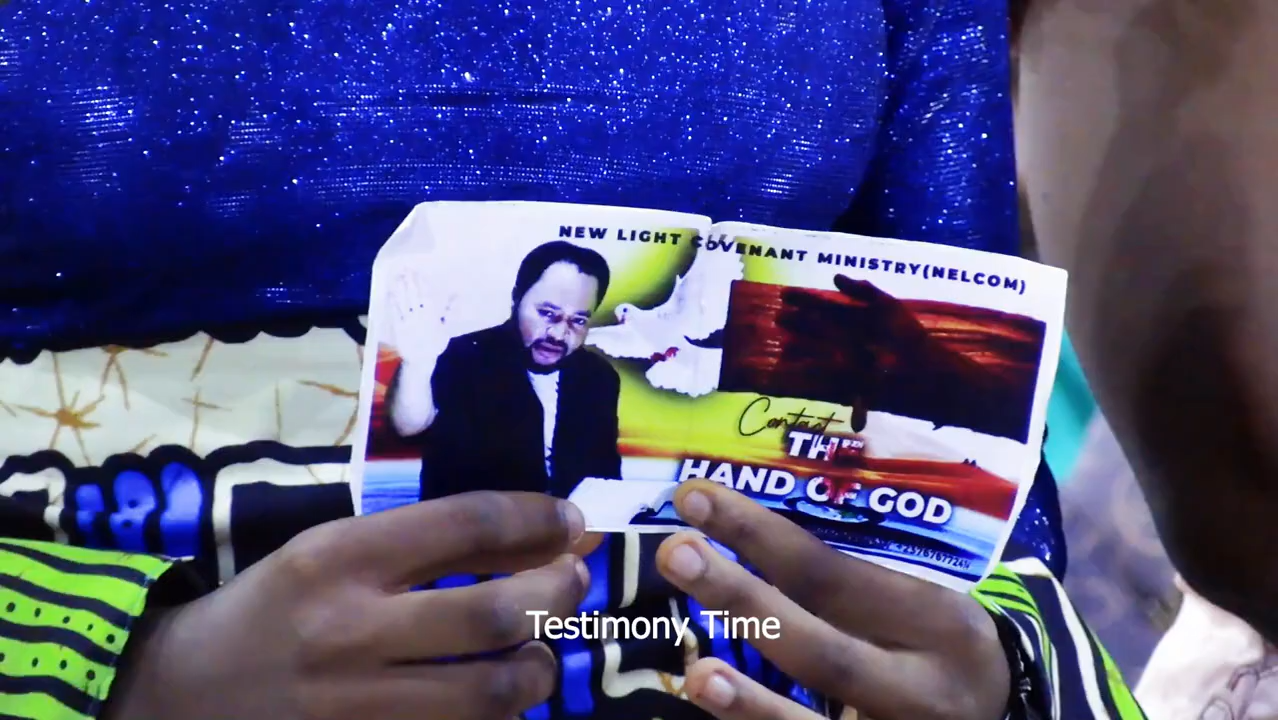 NEW LIGHT COVENANT MINISTRY(NELCOM)
Contact
THE
HAND OF GOD
Testimony Time